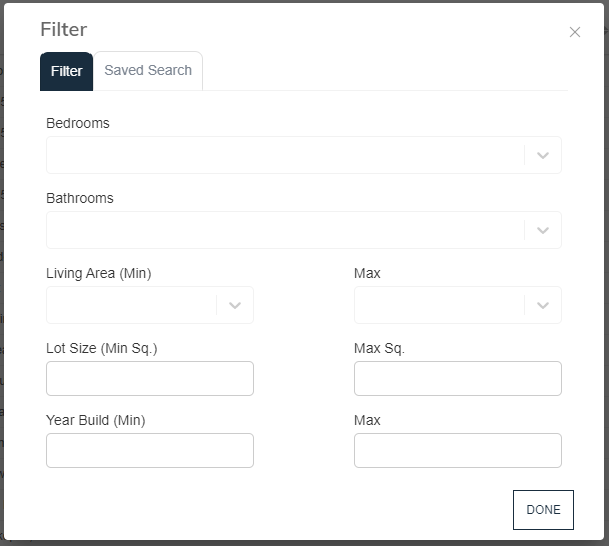 Filter
Filter Saved Search
Bedrooms
Bathrooms
Living Area (Min) Max
Lot Size (Min Sq.) Max Sq.
Year Build (Min) Max
DONE